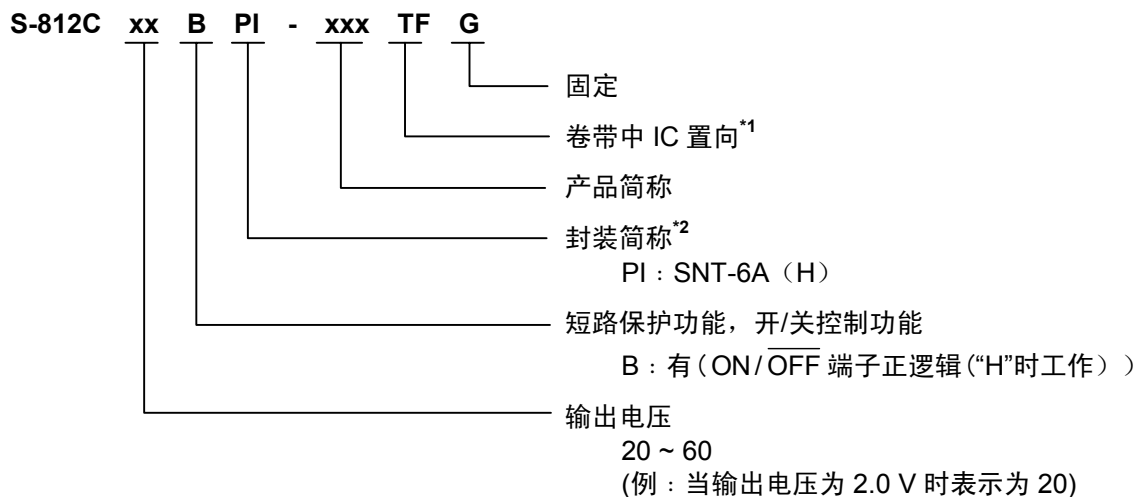 S-812C xx B PI - xxx TF G
固定
卷带中 IC 置向*1
产品简称
封装简称*2
PI：SNT-6A（H）
短路保护功能，开/关控制功能
B：有（ON/OFF 端子正逻辑(“H”时工作））
输出电压
20 ~ 60
(例：当输出电压为 2.0 V 时表示为 20)